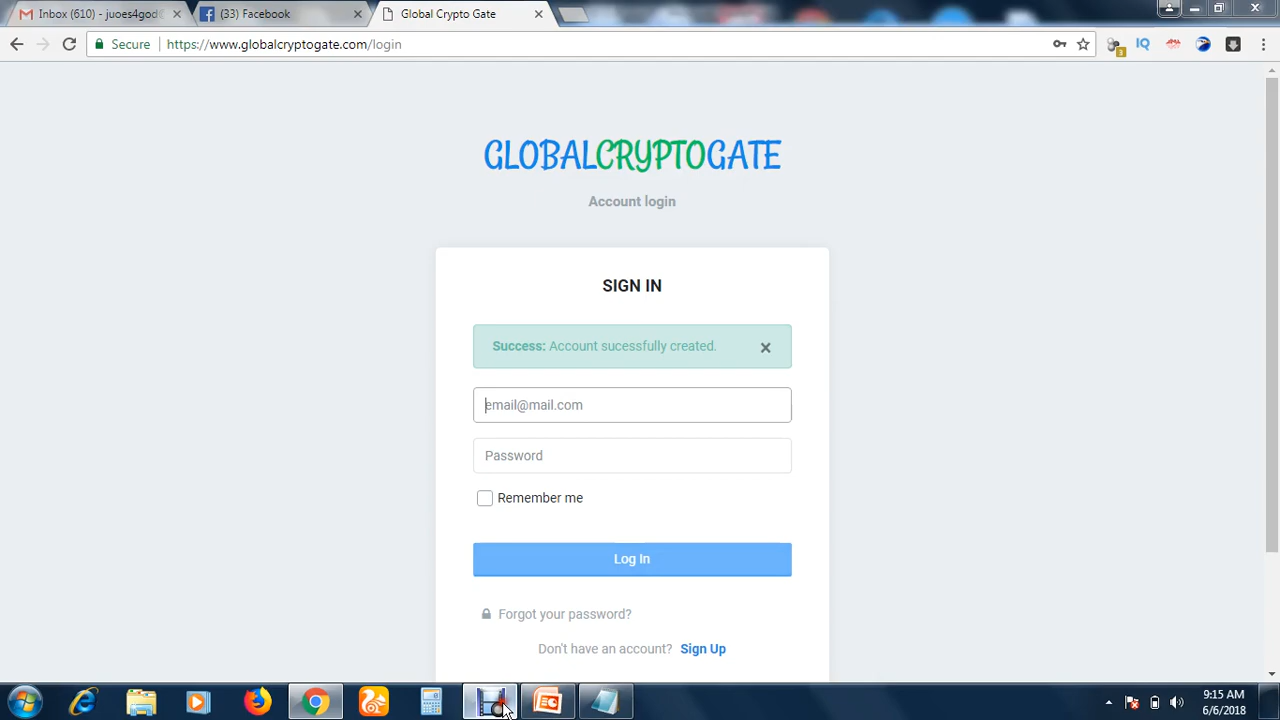 Inbox (610) - juoes4god
(33) Facebook
Global Crypto Gate
Secure
https://www.globalcryptogate.com/login
3
IQ
GLOBALCRYPTOGATE
Account login
SIGN IN
Success: Account sucessfully created.
email@mail.com
Password
Remember me
Log In
Forgot your password?
Don't have an account? Sign Up
9:15 AM
6/6/2018